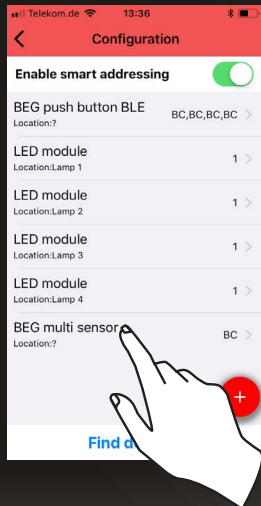 Telekom.de 13:36
Configuration
Enable smart addressing
BEG push button BLE BC,BC,BC,BC
Location:?
LED module 1
Location:Lamp 1
LED module 1
Location:Lamp 2
LED module 1
Location:Lamp 3
LED module 1
Location:Lamp 4
BEG multi sensor BC
Location:?
+
Find d